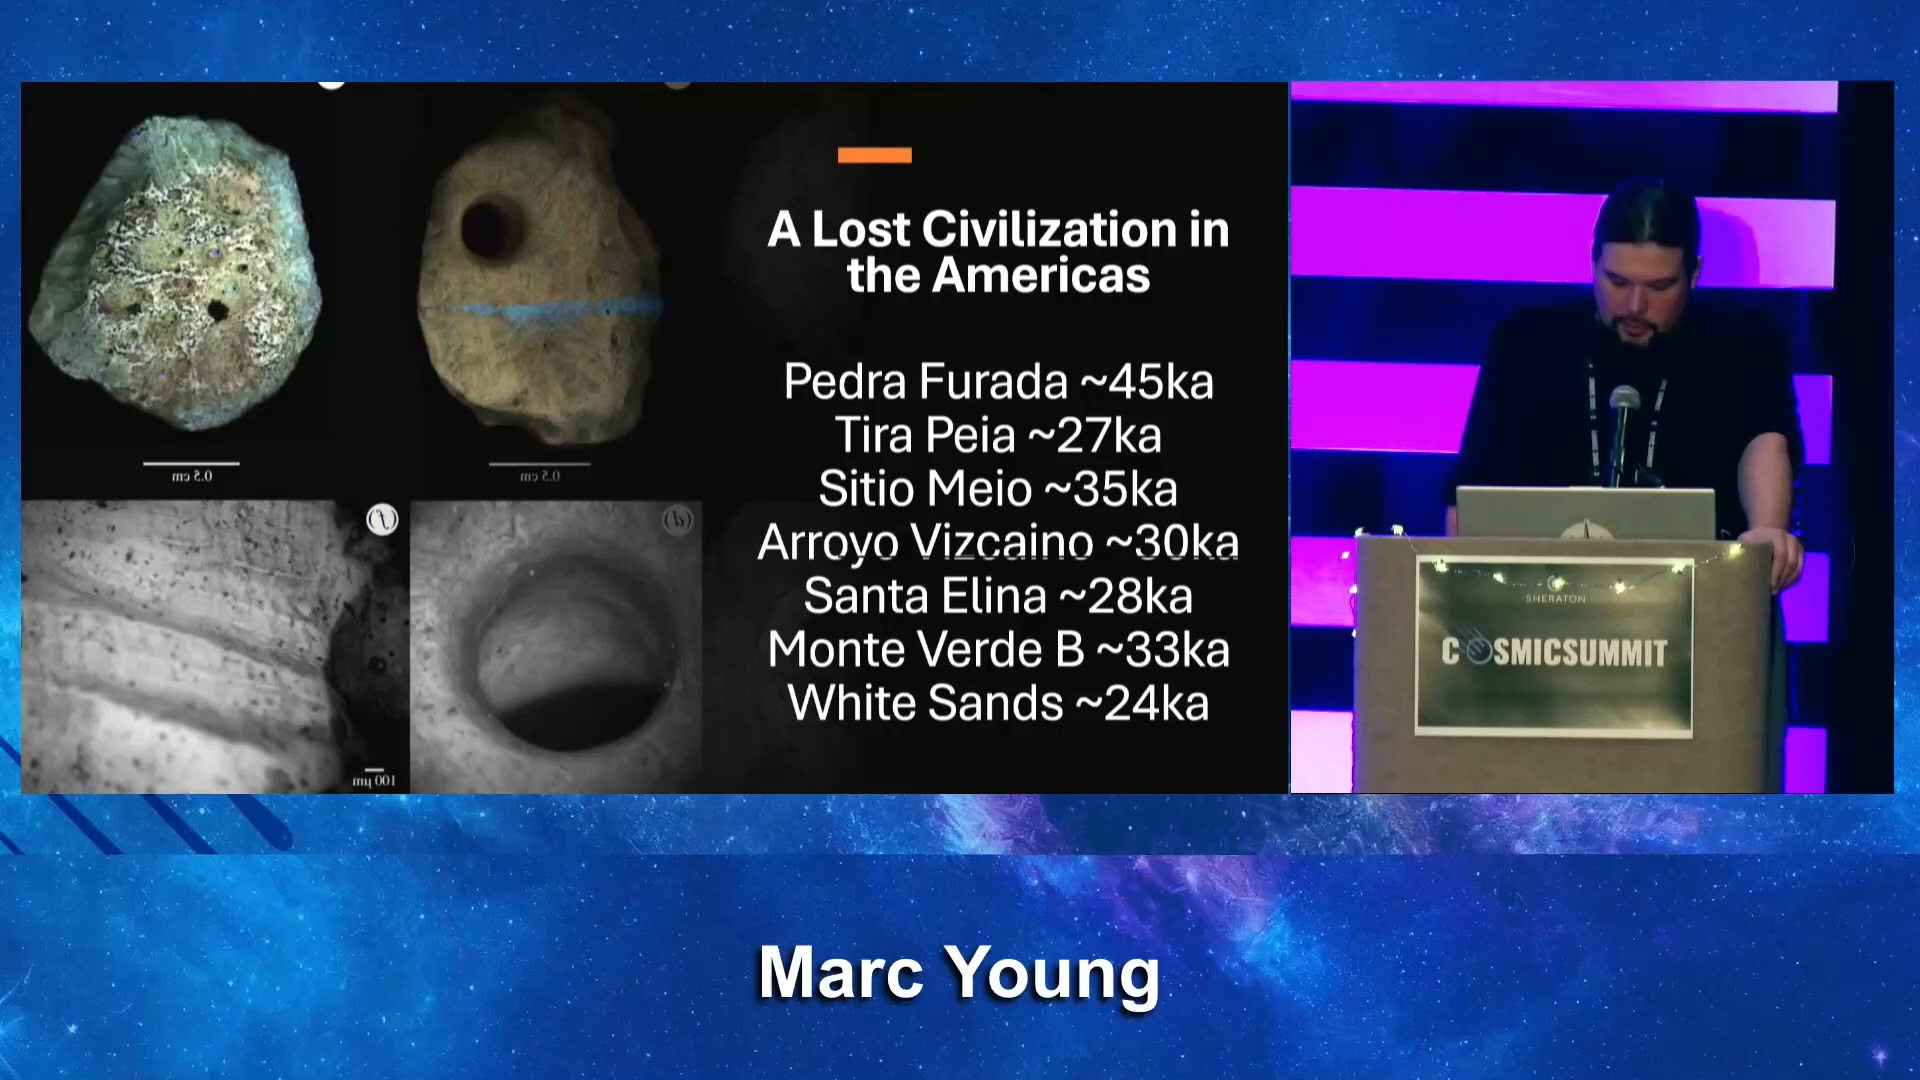 A Lost Civilization in
the Americas
Pedra Furada ~45ka
Tira Peia ~27ka
Sitio Meio ~35ka
Arroyo Vizcaino ~30ka
Santa Elina ~28ka
Monte Verde B ~33ka
White Sands ~24ka
0.5 cm
0.5 cm
(f)
(d)
100 µm
SHERATON
COSMICSUMMIT
Marc Young